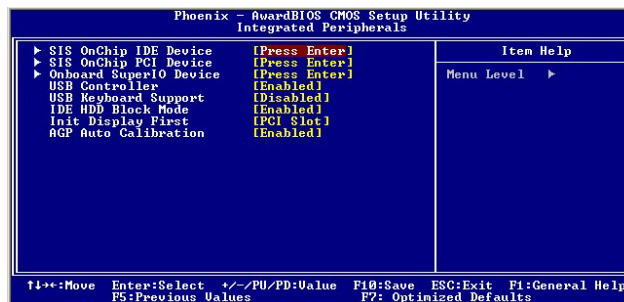 Phoenix - AwardBIOS CMOS Setup Utility
Integrated Peripherals
▶ SIS OnChip IDE Device [Press Enter]
▶ SIS OnChip PCI Device [Press Enter]
▶ Onboard SuperIO Device [Press Enter]
USB Controller [Enabled]
USB Keyboard Support [Disabled]
IDE HDD Block Mode [Enabled]
Init Display First [PCI Slot]
AGP Auto Calibration [Enabled]
Item Help
Menu Level ▶
↑↓→←:Move Enter:Select +/-/PU/PD:Value F10:Save ESC:Exit F1:General Help
F5:Previous Values F7: Optimized Defaults